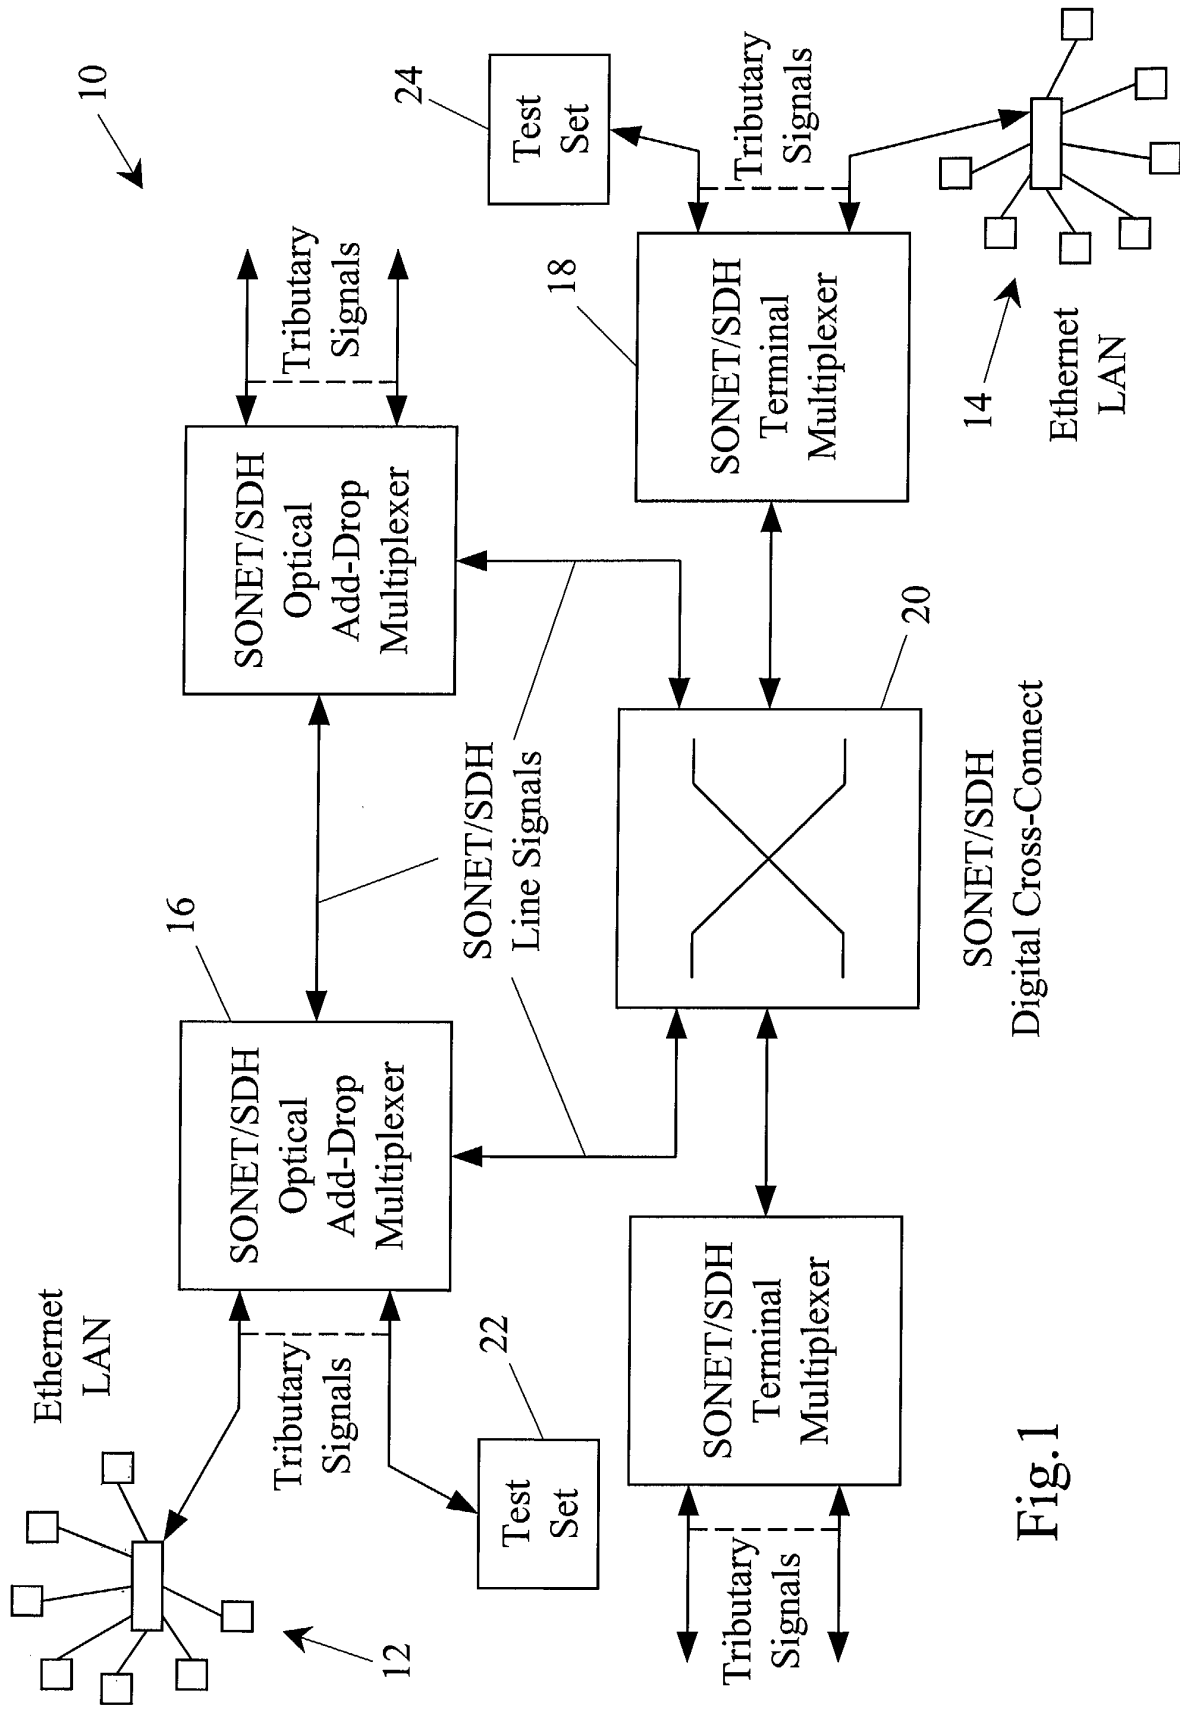 10
Ethernet
LAN
12
Tributary
Signals
SONET/SDH
Optical
Add-Drop
Multiplexer
16
SONET/SDH
Optical
Add-Drop
Multiplexer
Tributary
Signals
Test
Set
22
SONET/SDH
Line Signals
Test
Set
24
Tributary
Signals
SONET/SDH
Terminal
Multiplexer
SONET/SDH
Digital Cross-Connect
20
SONET/SDH
Terminal
Multiplexer
18
Tributary
Signals
14
Ethernet
LAN
Fig.1